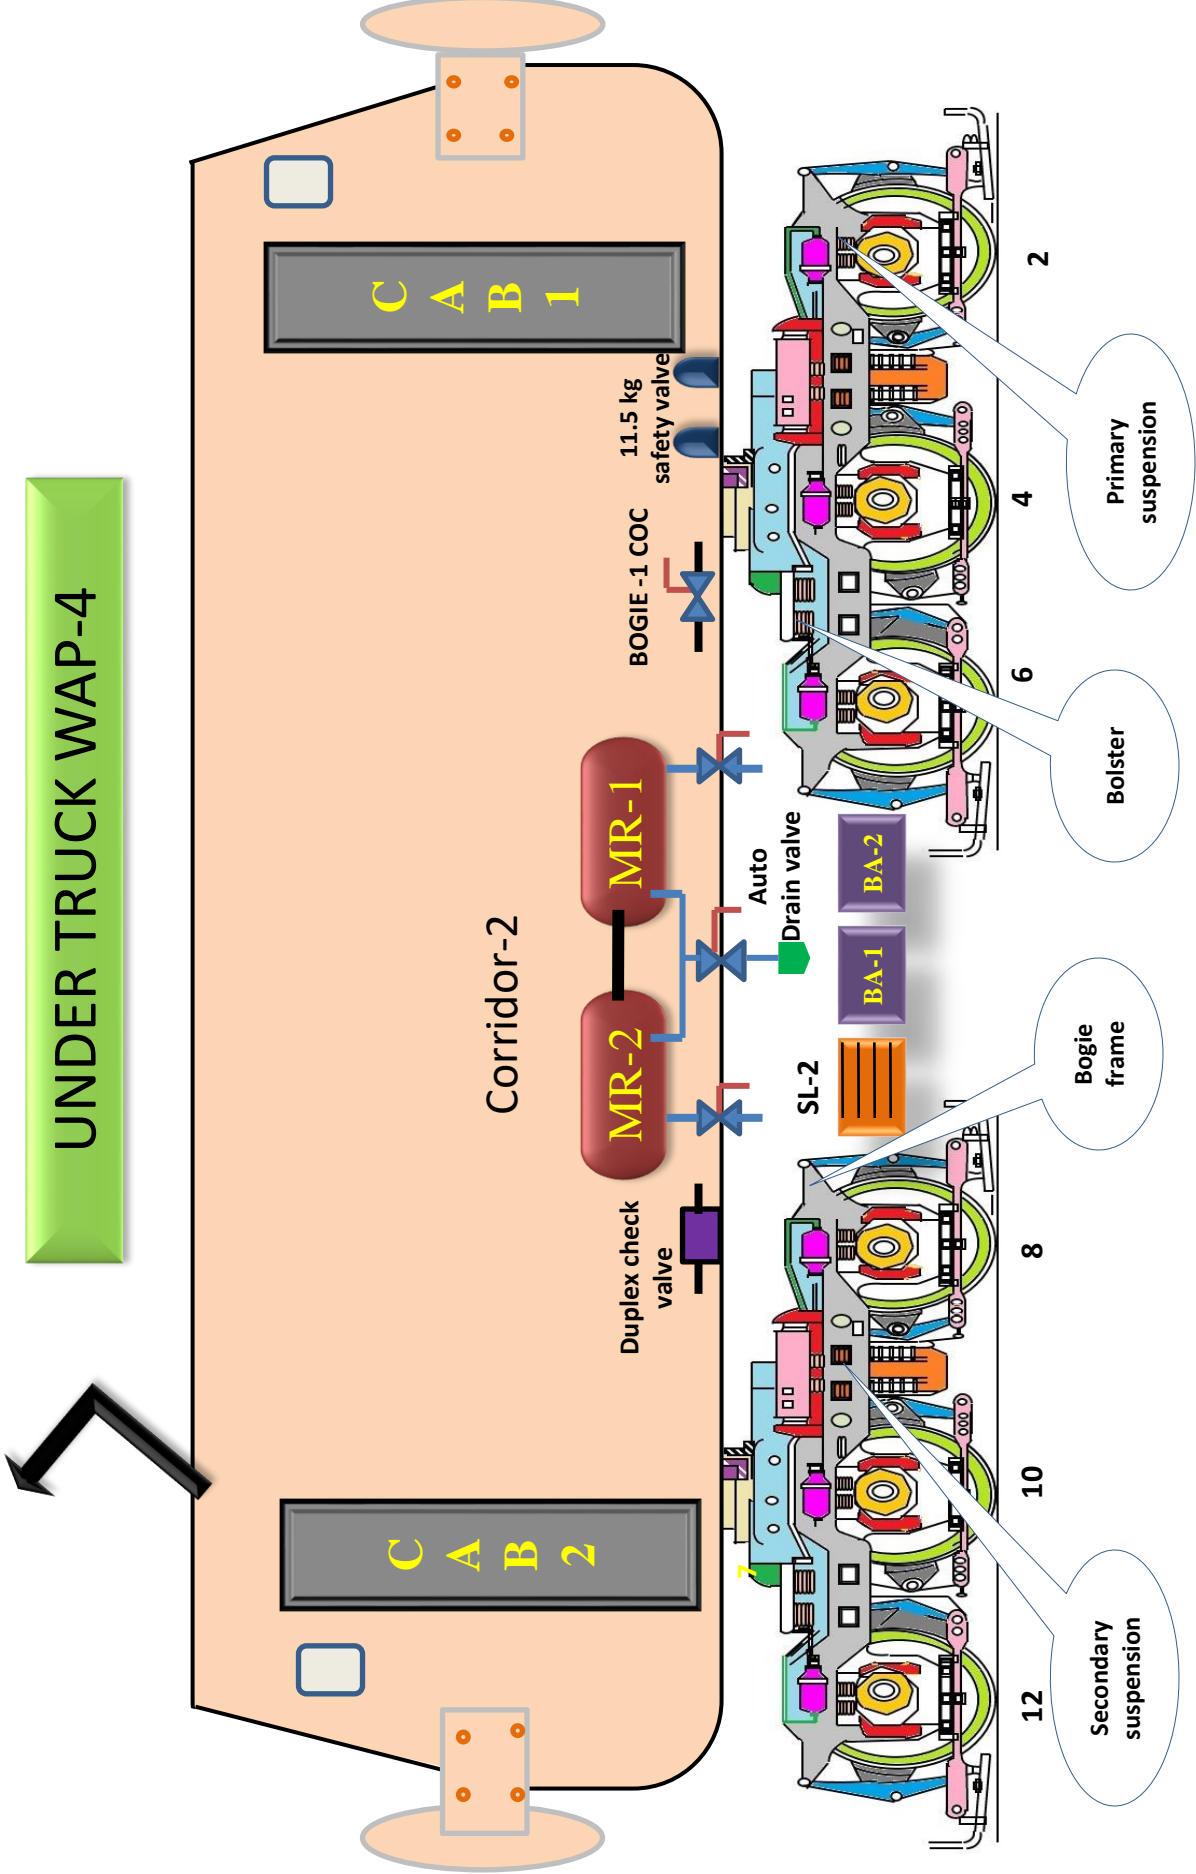 UNDER TRUCK WAP-4
C
A
B
2
C
A
B
1
Corridor-2
MR-2
MR-1
Duplex check
valve
BOGIE -1 COC
11.5 kg
safety valve
Auto
Drain valve
7
SL-2
BA-1
BA-2
12
10
8
6
4
2
Secondary
suspension
Bogie
frame
Bolster
Primary
suspension